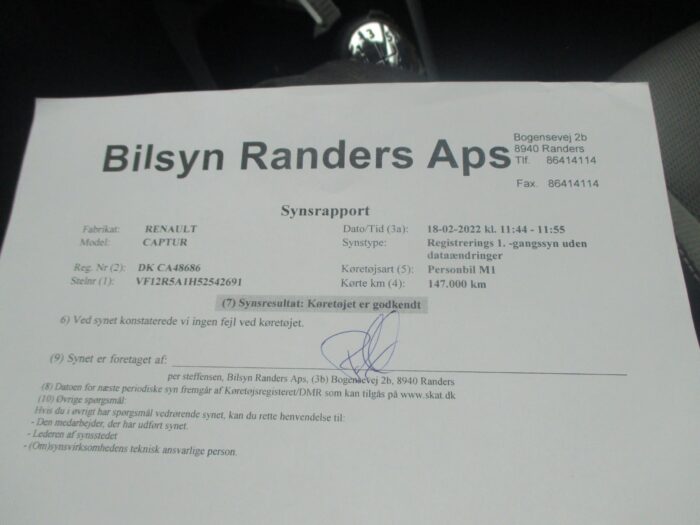 Bilsyn Randers Aps
Bogensevej 2b
8940 Randers
Tlf. 86414114
Fax. 86414114
Synsrapport
Fabrikat: RENAULT
Model: CAPTUR
Reg. Nr (2): DK CA48686
Stelnr (1): VF12R5A1H52542691
Dato/Tid (3a): 18-02-2022 kl. 11:44 - 11:55
Synstype: Registrerings 1. -gangssyn uden
dataændringer
Køretøjsart (5): Personbil M1
Kørte km (4): 147.000 km
(7) Synsresultat: Køretøjet er godkendt
6) Ved synet konstaterede vi ingen fejl ved køretøjet.
(9) Synet er foretaget af:
per steffensen, Bilsyn Randers Aps, (3b) Bogensevej 2b, 8940 Randers
(8) Datoen for næste periodiske syn fremgår af Køretøjsregisteret/DMR som kan tilgås på www.skat.dk
(10) Øvrige spørgsmål:
Hvis du i øvrigt har spørgsmål vedrørende synet, kan du rette henvendelse til:
- Den medarbejder, der har udført synet.
- Lederen af synsstedet
- (Om)synsvirksomhedens teknisk ansvarlige person.